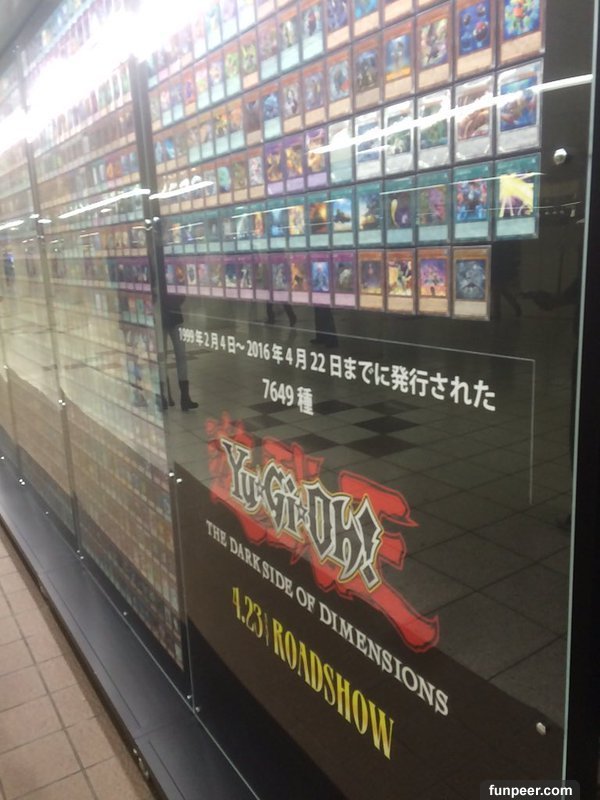 1999年2月4日～2016年4月22日までに発行された
7649種
Yu-Gi-Oh!
THE DARK SIDE OF DIMENSIONS
4.23 ROADSHOW
funpeer.com